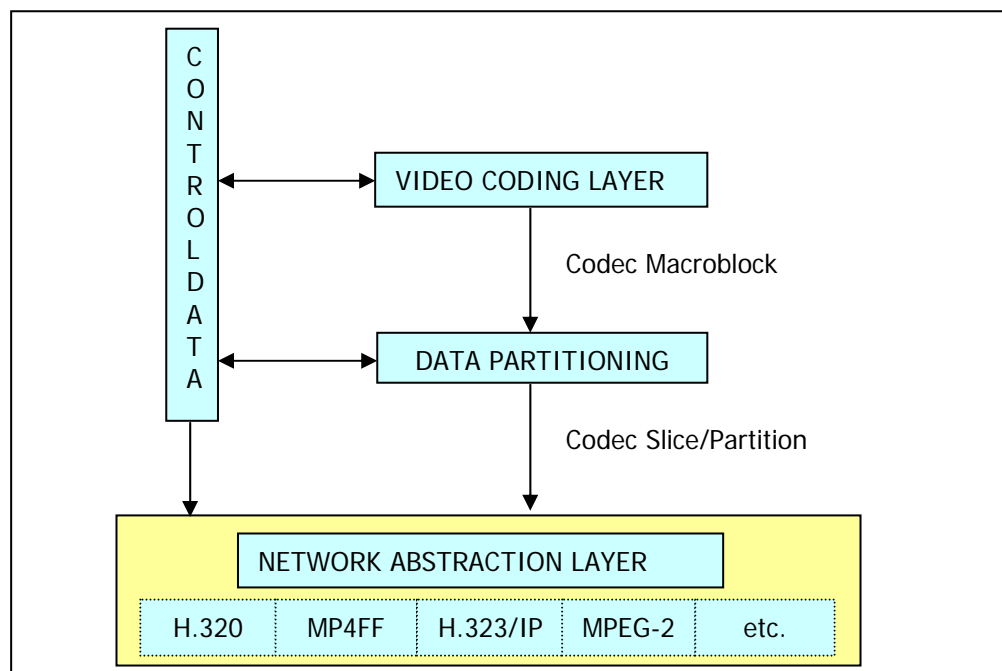 CONTROLDATA
VIDEO CODING LAYER
Codec Macroblock
DATA PARTITIONING
Codec Slice/Partition
NETWORK ABSTRACTION LAYER
H.320 MP4FF H.323/IP MPEG-2 etc.